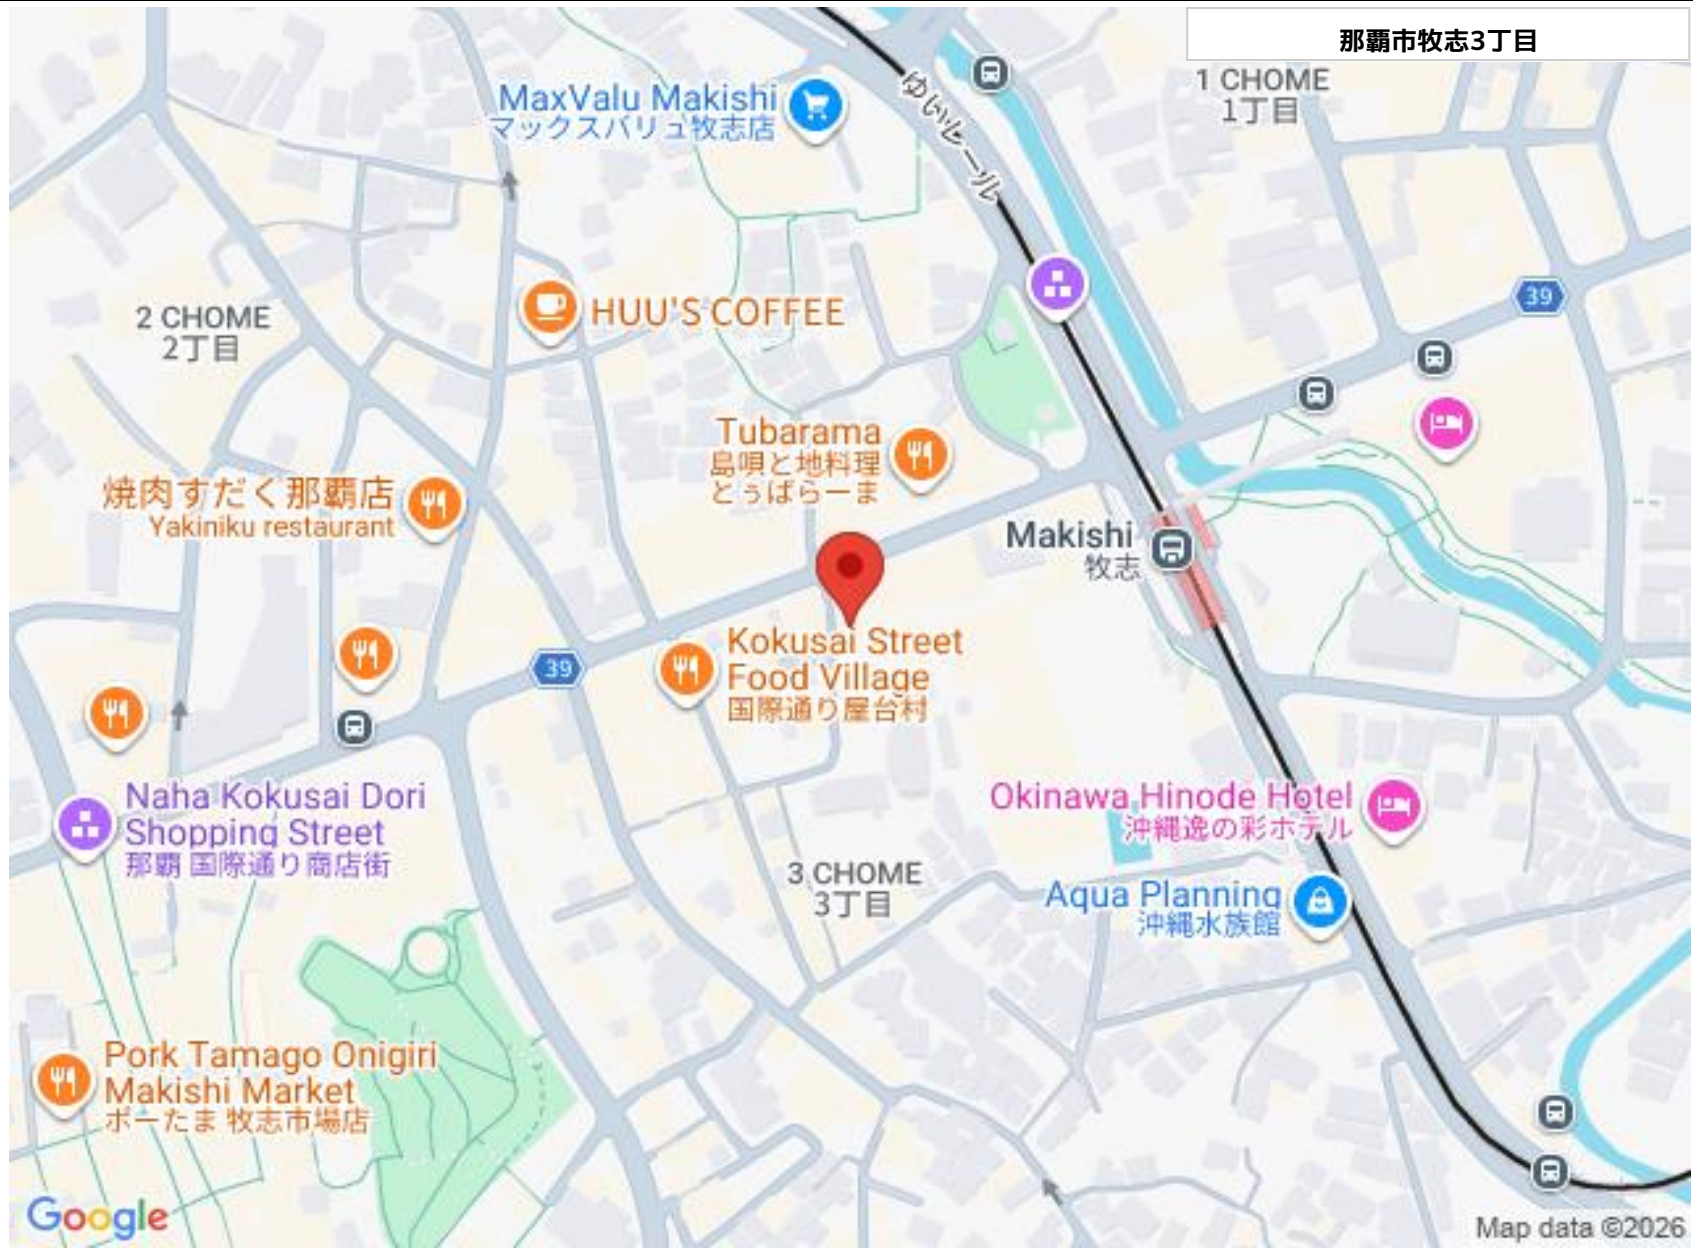 那覇市牧志3丁目
1 CHOME
1丁目
MaxValu Makishi
マックスバリュ牧志店
ゆいレール
39
HUU'S COFFEE
2 CHOME
2丁目
Tubarama
島唄と地料理
とぅばらーま
焼肉すだく那覇店
Yakiniku restaurant
Makishi
牧志
Kokusai Street
Food Village
国際通り屋台村
39
Naha Kokusai Dori
Shopping Street
那覇 国際通り商店街
Okinawa Hinode Hotel
沖縄逸の彩ホテル
3 CHOME
3丁目
Aqua Planning
沖縄水族館
Pork Tamago Onigiri
Makishi Market
ポーたま 牧志市場店
Google
Map data ©2026